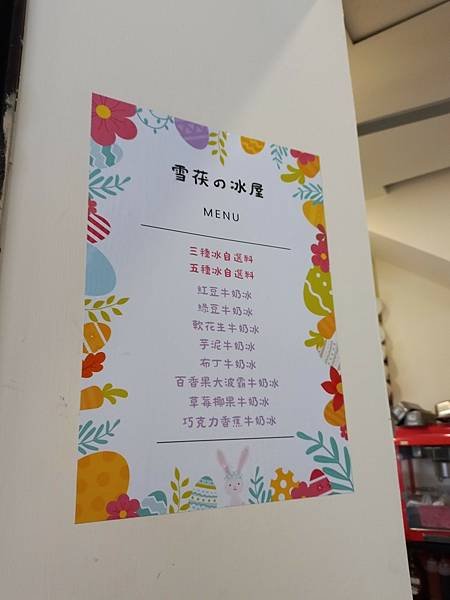 雪茯の冰屋
MENU
三種冰自選料
五種冰自選料
紅豆牛奶冰
綠豆牛奶冰
軟花生牛奶冰
芋泥牛奶冰
布丁牛奶冰
百香果大波霸牛奶冰
草莓椰果牛奶冰
巧克力香蕉牛奶冰